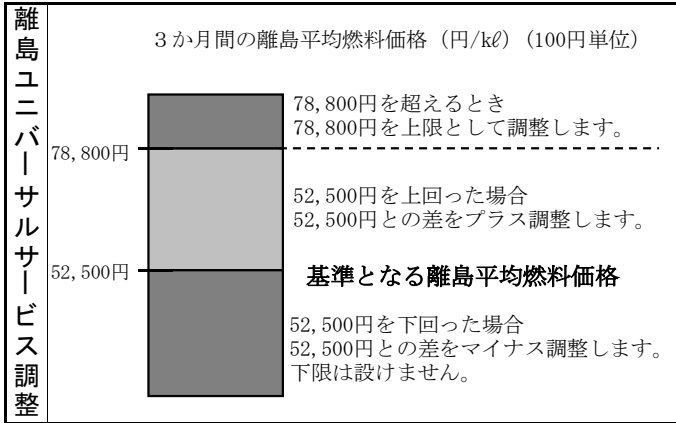 離島ユニバーサルサービス調整
3か月間の離島平均燃料価格（円/kℓ）(100円単位)
78,800円を超えるとき
78,800円を上限として調整します。
78,800円
52,500円を上回った場合
52,500円との差をプラス調整します。
52,500円
基準となる離島平均燃料価格
52,500円を下回った場合
52,500円との差をマイナス調整します。
下限は設けません。